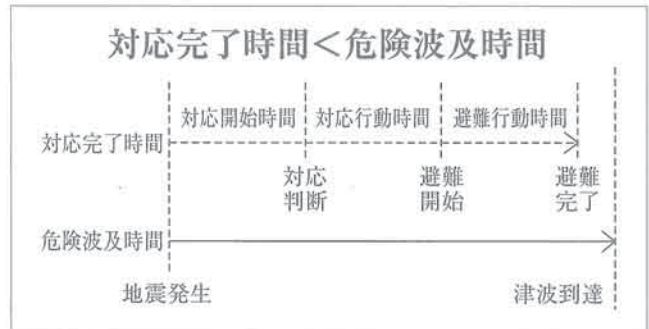 対応完了時間＜危険波及時間
対応開始時間 対応行動時間 避難行動時間
対応完了時間
対応 避難 避難
判断 開始 完了
危険波及時間
地震発生 津波到達